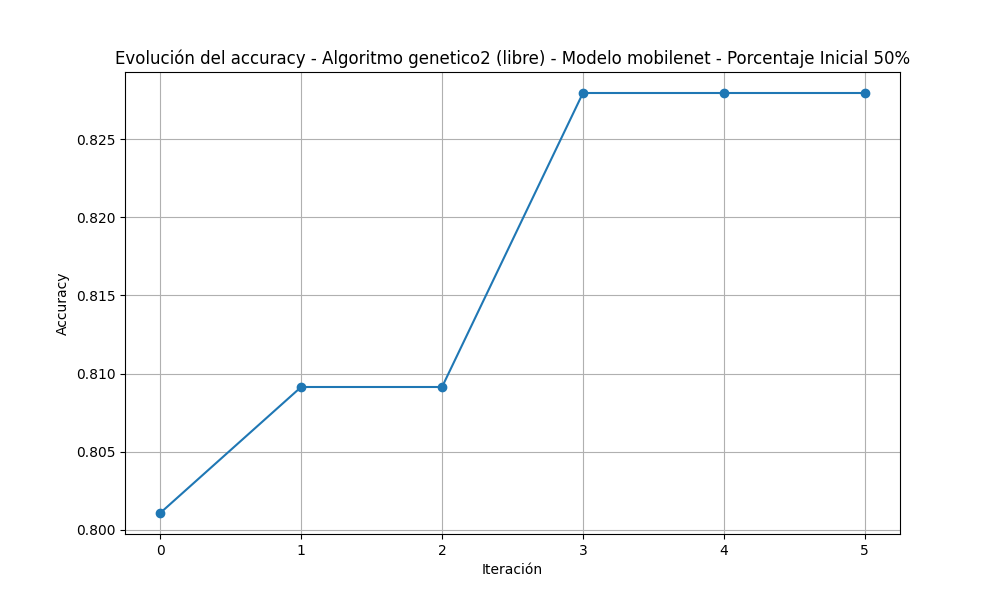 Evolución del accuracy - Algoritmo genetico2 (libre) - Modelo mobilenet - Porcentaje Inicial 50%
0.825
0.820
0.815
0.810
0.805
0.800
Accuracy
0 1 2 3 4 5
Iteración